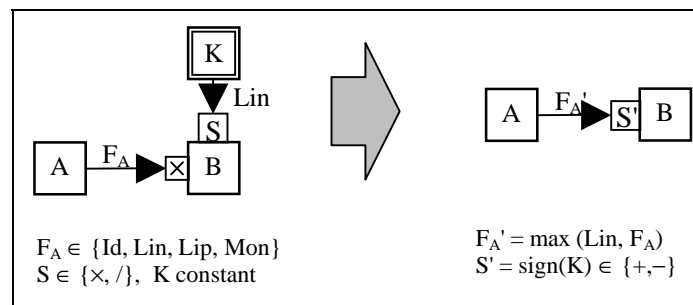 K
Lin
S
A
F_A
×
B
A
F_A'
S'
B
F_A ∈ {Id, Lin, Lip, Mon}
S ∈ {×, /}, K constant
F_A' = max (Lin, F_A)
S' = sign(K) ∈ {+,−}